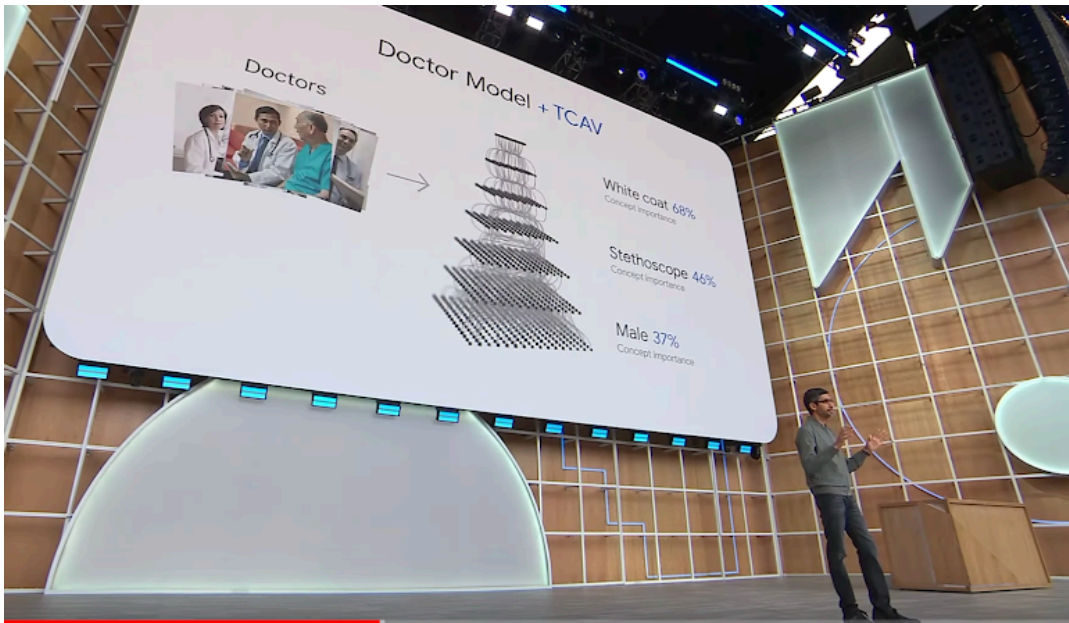 Doctor Model + TCAV
Doctors
White coat 68%
Concept importance
Stethoscope 46%
Concept importance
Male 37%
Concept importance